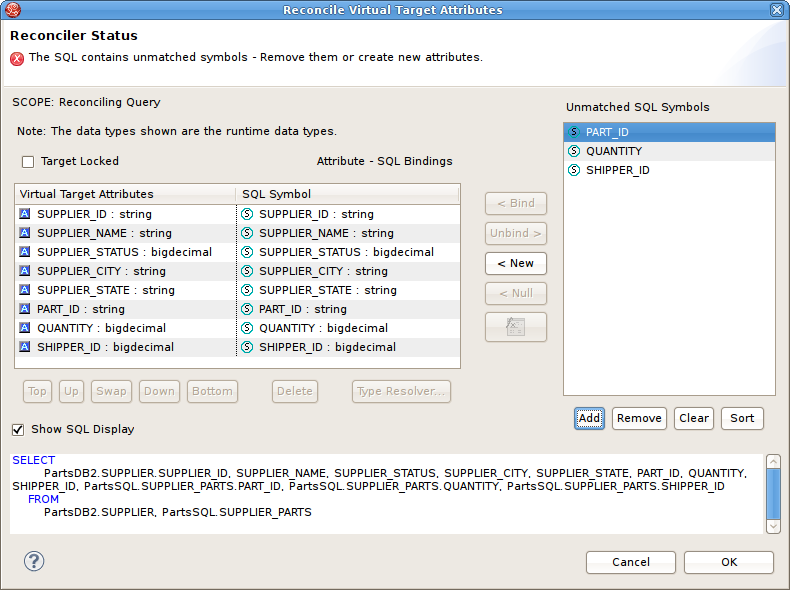 Reconcile Virtual Target Attributes
Reconciler Status
The SQL contains unmatched symbols - Remove them or create new attributes.
SCOPE: Reconciling Query
Note: The data types shown are the runtime data types.
Target Locked
Attribute - SQL Bindings
Virtual Target Attributes SQL Symbol
A SUPPLIER_ID : string S SUPPLIER_ID : string
A SUPPLIER_NAME : string S SUPPLIER_NAME : string
A SUPPLIER_STATUS : bigdecimal S SUPPLIER_STATUS : bigdecimal
A SUPPLIER_CITY : string S SUPPLIER_CITY : string
A SUPPLIER_STATE : string S SUPPLIER_STATE : string
A PART_ID : string S PART_ID : string
A QUANTITY : bigdecimal S QUANTITY : bigdecimal
A SHIPPER_ID : bigdecimal S SHIPPER_ID : bigdecimal
Top Up Swap Down Bottom Delete Type Resolver...
< Bind
Unbind >
< New
< Null
Unmatched SQL Symbols
S PART_ID
S QUANTITY
S SHIPPER_ID
Add Remove Clear Sort
Show SQL Display
SELECT
PartsDB2.SUPPLIER.SUPPLIER_ID, SUPPLIER_NAME, SUPPLIER_STATUS, SUPPLIER_CITY, SUPPLIER_STATE, PART_ID, QUANTITY,
SHIPPER_ID, PartsSQL.SUPPLIER_PARTS.PART_ID, PartsSQL.SUPPLIER_PARTS.QUANTITY, PartsSQL.SUPPLIER_PARTS.SHIPPER_ID
FROM
PartsDB2.SUPPLIER, PartsSQL.SUPPLIER_PARTS
? Cancel OK